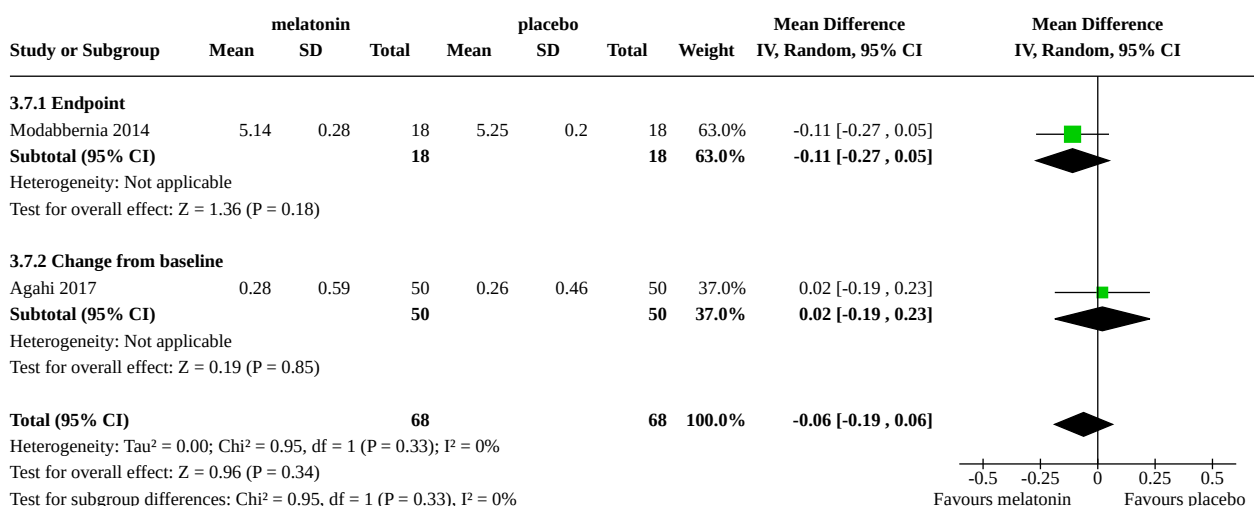 melatonin placebo Mean Difference Mean Difference
Study or Subgroup Mean SD Total Mean SD Total Weight IV, Random, 95% CI IV, Random, 95% CI
3.7.1 Endpoint
Modabbernia 2014 5.14 0.28 18 5.25 0.2 18 63.0% -0.11 [-0.27 , 0.05]
Subtotal (95% CI) 18 18 63.0% -0.11 [-0.27 , 0.05]
Heterogeneity: Not applicable
Test for overall effect: Z = 1.36 (P = 0.18)
3.7.2 Change from baseline
Agahi 2017 0.28 0.59 50 0.26 0.46 50 37.0% 0.02 [-0.19 , 0.23]
Subtotal (95% CI) 50 50 37.0% 0.02 [-0.19 , 0.23]
Heterogeneity: Not applicable
Test for overall effect: Z = 0.19 (P = 0.85)
Total (95% CI) 68 68 100.0% -0.06 [-0.19 , 0.06]
Heterogeneity: Tau² = 0.00; Chi² = 0.95, df = 1 (P = 0.33); I² = 0%
Test for overall effect: Z = 0.96 (P = 0.34)
Test for subgroup differences: Chi² = 0.95, df = 1 (P = 0.33), I² = 0%
-0.5 -0.25 0 0.25 0.5
Favours melatonin Favours placebo